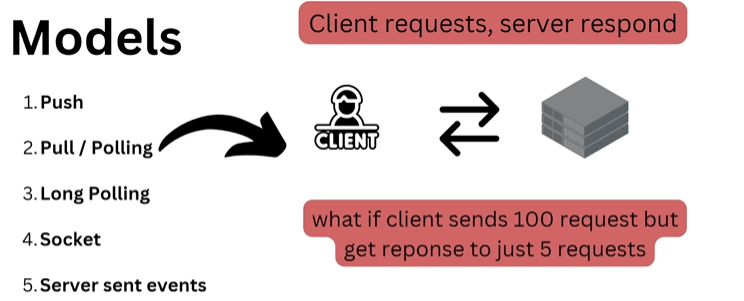 Models
1. Push
2. Pull / Polling
3. Long Polling
4. Socket
5. Server sent events
Client requests, server respond
CLIENT
what if client sends 100 request but
get reponse to just 5 requests